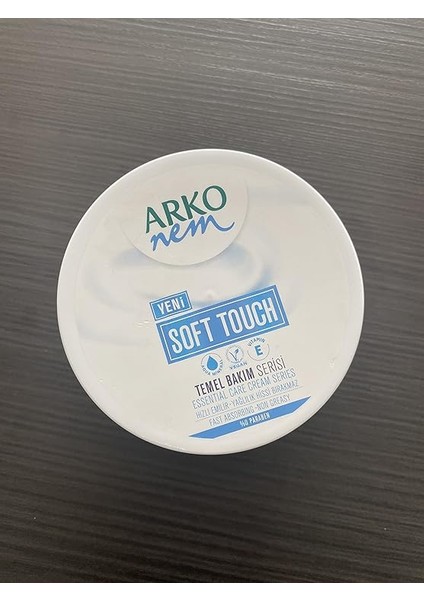 ARKO
nem
YENİ
SOFT TOUCH
VEGAN
VITAMIN
E
TEMEL BAKIM SERİSİ
ESSENTIAL CARE CREAM SERIES
HIZLI EMİLİR-YAĞLILIK HİSSİ BIRAKMAZ
FAST ABSORBING-NON GREASY
%0 PARABEN